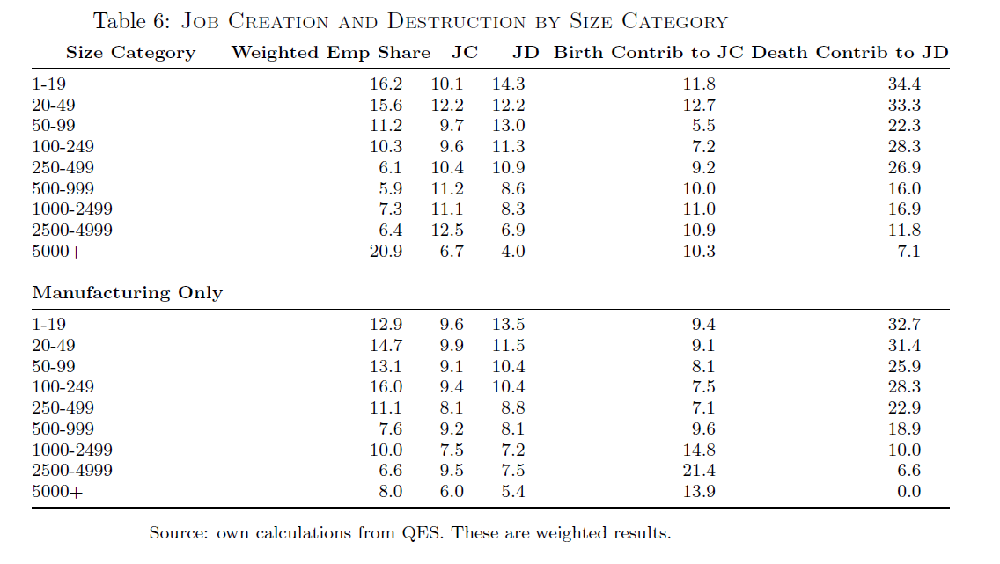 Table 6: Job Creation and Destruction by Size Category
Size Category Weighted Emp Share JC JD Birth Contrib to JC Death Contrib to JD
1-19 16.2 10.1 14.3 11.8 34.4
20-49 15.6 12.2 12.2 12.7 33.3
50-99 11.2 9.7 13.0 5.5 22.3
100-249 10.3 9.6 11.3 7.2 28.3
250-499 6.1 10.4 10.9 9.2 26.9
500-999 5.9 11.2 8.6 10.0 16.0
1000-2499 7.3 11.1 8.3 11.0 16.9
2500-4999 6.4 12.5 6.9 10.9 11.8
5000+ 20.9 6.7 4.0 10.3 7.1
Manufacturing Only
1-19 12.9 9.6 13.5 9.4 32.7
20-49 14.7 9.9 11.5 9.1 31.4
50-99 13.1 9.1 10.4 8.1 25.9
100-249 16.0 9.4 10.4 7.5 28.3
250-499 11.1 8.1 8.8 7.1 22.9
500-999 7.6 9.2 8.1 9.6 18.9
1000-2499 10.0 7.5 7.2 14.8 10.0
2500-4999 6.6 9.5 7.5 21.4 6.6
5000+ 8.0 6.0 5.4 13.9 0.0
Source: own calculations from QES. These are weighted results.